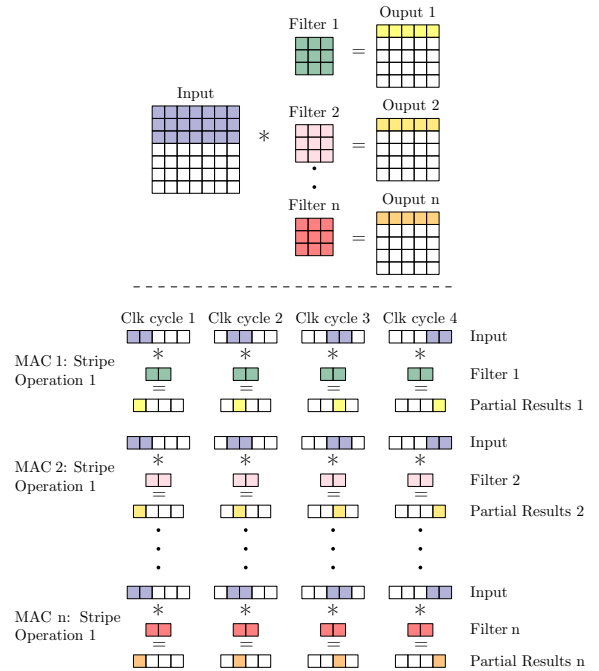 Filter 1
Ouput 1
=
Input
Filter 2
Ouput 2
*
=
Filter n
Ouput n
=
Clk cycle 1 Clk cycle 2 Clk cycle 3 Clk cycle 4
Input
* * * *
MAC 1: Stripe
Operation 1
Filter 1
= = = =
Partial Results 1
Input
* * * *
MAC 2: Stripe
Operation 1
Filter 2
= = = =
Partial Results 2
Input
* * * *
MAC n: Stripe
Operation 1
Filter n
= = = =
Partial Results n